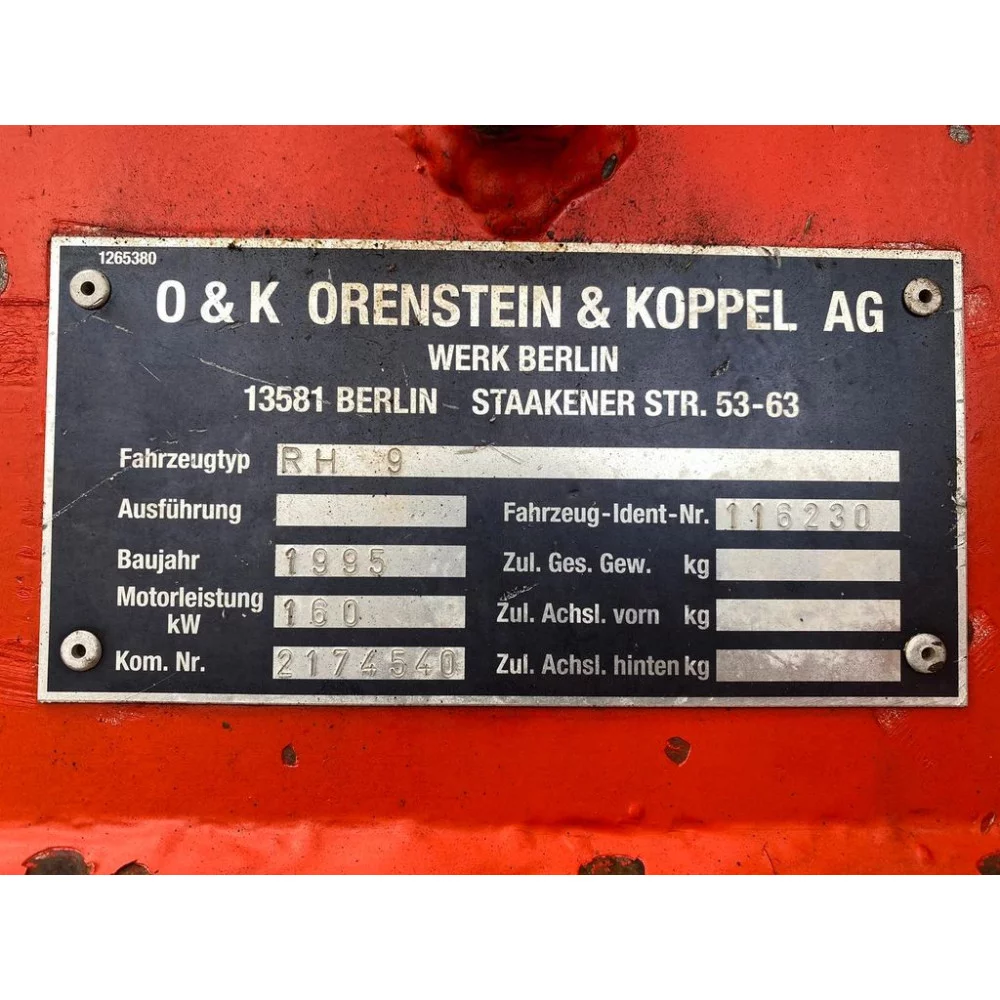 1265380
O & K ORENSTEIN & KOPPEL AG
WERK BERLIN
13581 BERLIN STAAKENER STR. 53-63
Fahrzeugtyp RH 9
Ausführung Fahrzeug-Ident-Nr. 116230
Baujahr 1995 Zul. Ges. Gew. kg
Motorleistung kW 160 Zul. Achsl. vorn kg
Kom. Nr. 2174540 Zul. Achsl. hinten kg